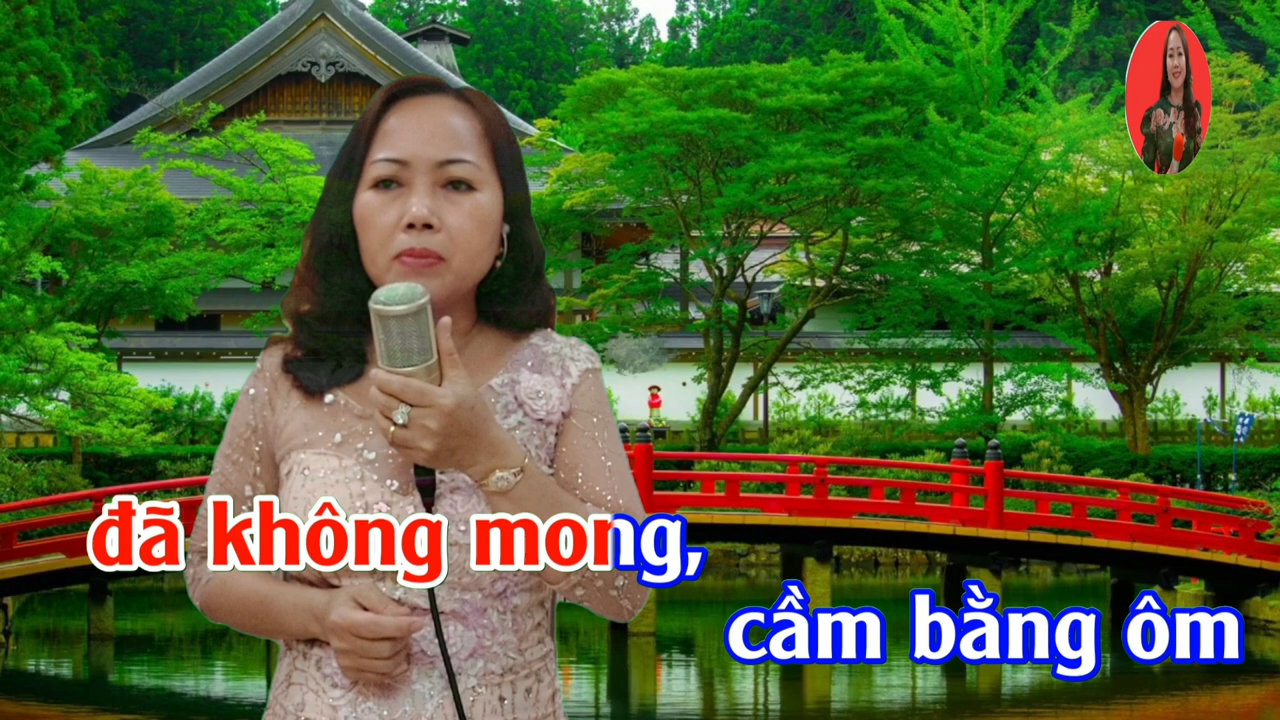 đã không mong,
cầm bằng ôm